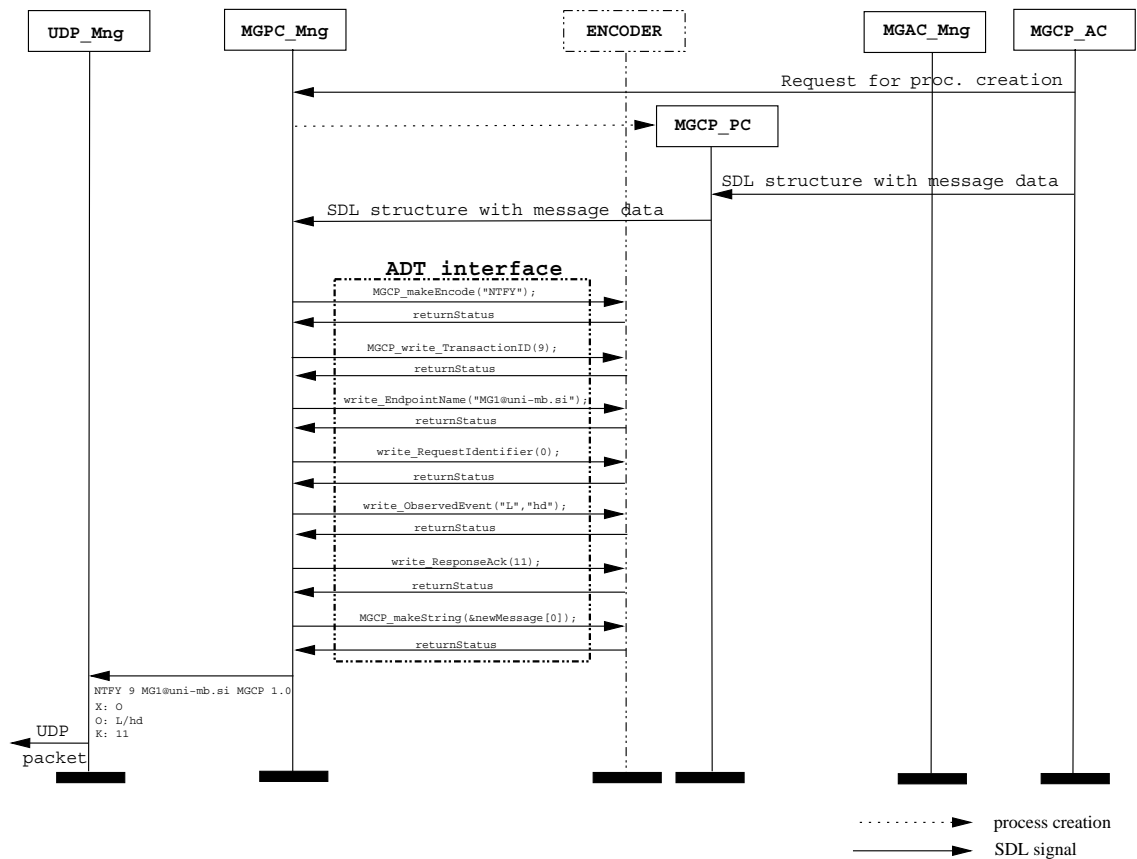 UDP_Mng
MGPC_Mng
ENCODER
MGAC_Mng
MGCP_AC
Request for proc. creation
MGCP_PC
SDL structure with message data
SDL structure with message data
ADT interface
MGCP_makeEncode("NTFY");
returnStatus
MGCP_write_TransactionID(9);
returnStatus
write_EndpointName("MG1@uni-mb.si");
returnStatus
write_RequestIdentifier(0);
returnStatus
write_ObservedEvent("L","hd");
returnStatus
write_ResponseAck(11);
returnStatus
MGCP_makeString(&newMessage[0]);
returnStatus
NTFY 9 MG1@uni-mb.si MGCP 1.0
X: O
O: L/hd
K: 11
UDP
packet
process creation
SDL signal